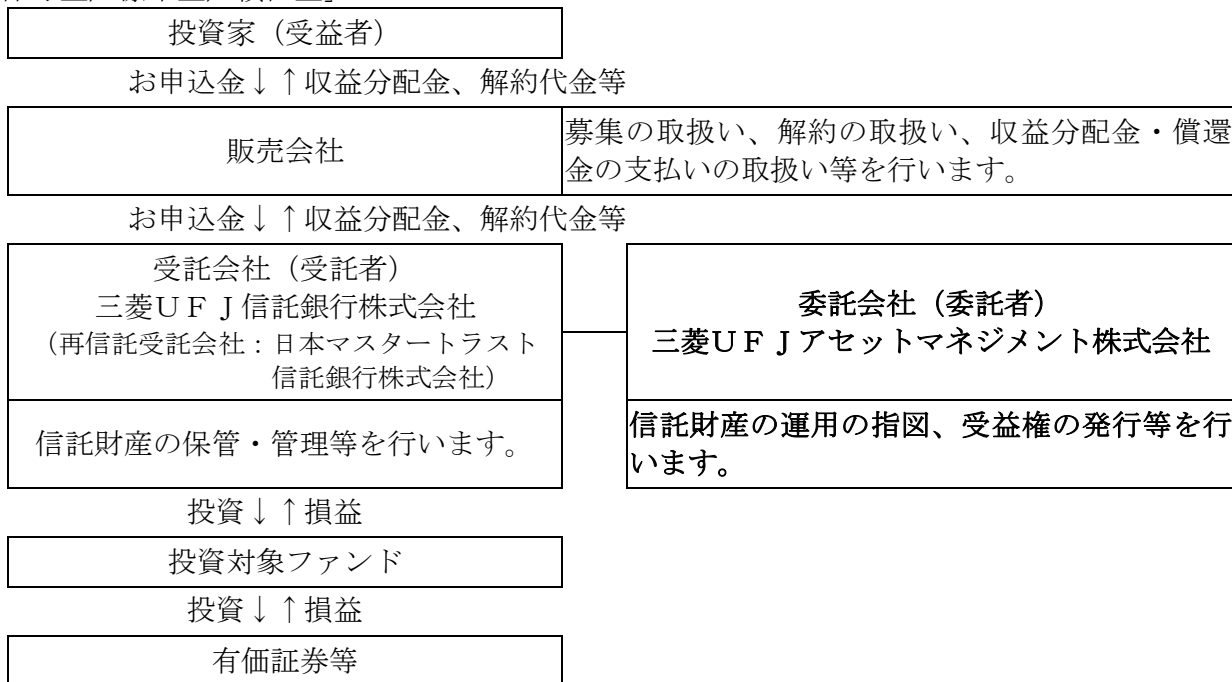 投資家（受益者）
お申込金↓↑収益分配金、解約代金等
販売会社
募集の取扱い、解約の取扱い、収益分配金・償還
金の支払いの取扱い等を行います。
お申込金↓↑収益分配金、解約代金等
受託会社（受託者）
三菱ＵＦＪ信託銀行株式会社
（再信託受託会社：日本マスタートラスト
信託銀行株式会社）
委託会社（委託者）
三菱ＵＦＪアセットマネジメント株式会社
信託財産の保管・管理等を行います。
信託財産の運用の指図、受益権の発行等を行
います。
投資↓↑損益
投資対象ファンド
投資↓↑損益
有価証券等